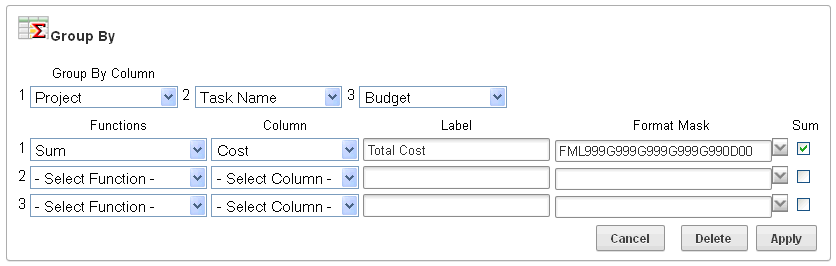 Group By
Group By Column
1 Project 2 Task Name 3 Budget
Functions Column Label Format Mask Sum
1 Sum Cost Total Cost FML999G999G999G999G990D00
2 - Select Function - - Select Column -
3 - Select Function - - Select Column -
Cancel Delete Apply